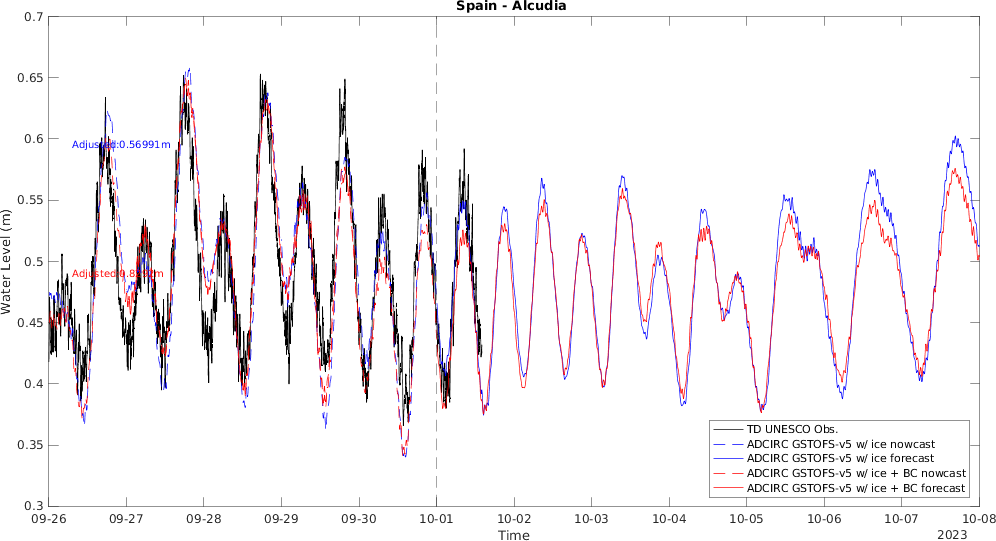 Spain - Alcudia
Water Level (m)
0.7
0.65
0.6
0.55
0.5
0.45
0.4
0.35
0.3
Adjusted:0.56991m
TD UNESCO Obs.
ADCIRC GSTOFS-v5 w/ ice nowcast
ADCIRC GSTOFS-v5 w/ ice forecast
ADCIRC GSTOFS-v5 w/ ice + BC nowcast
ADCIRC GSTOFS-v5 w/ ice + BC forecast
09-26 09-27 09-28 09-29 09-30 10-01 10-02 10-03 10-04 10-05 10-06 10-07 10-08
Time
2023